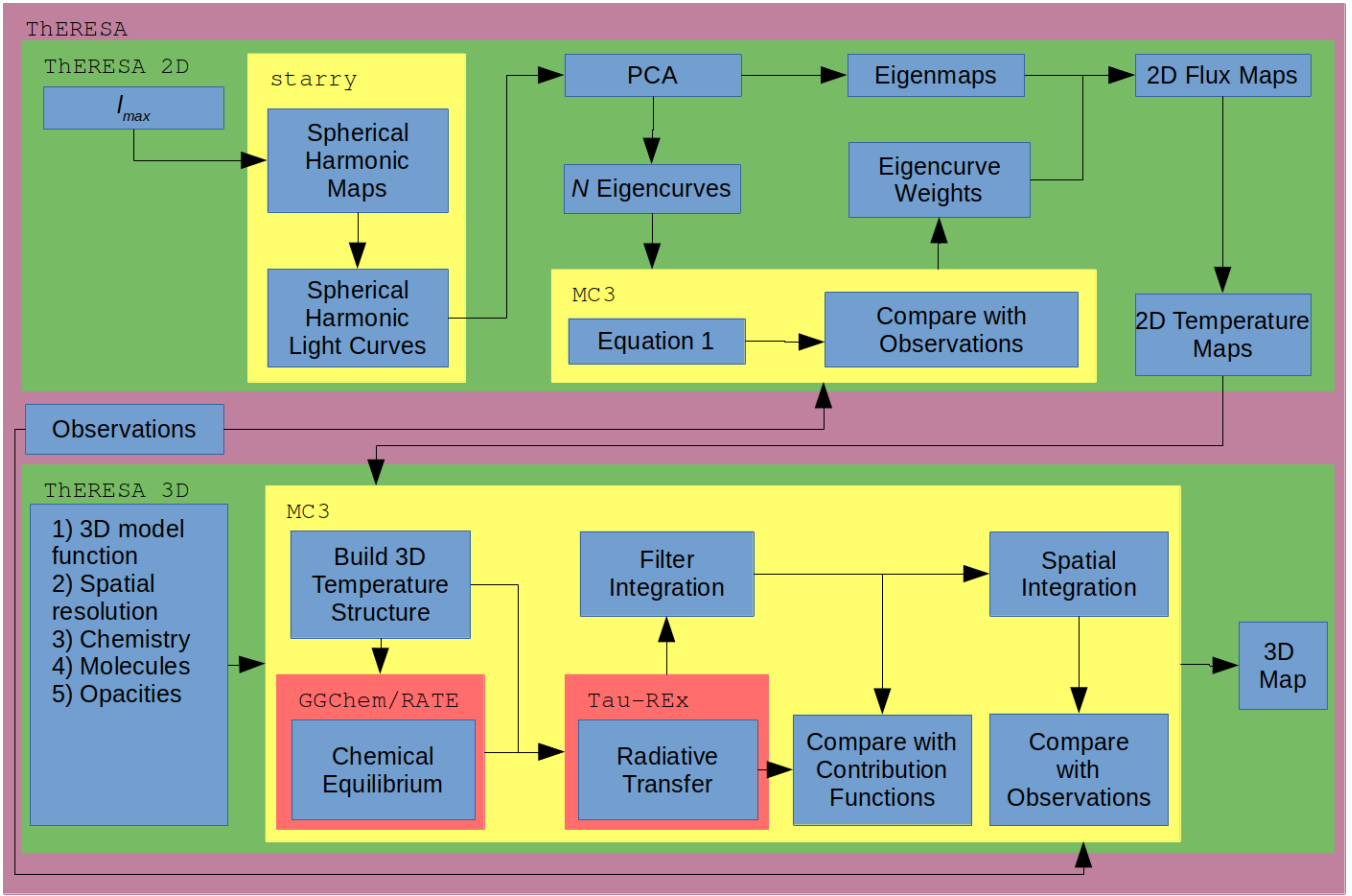 ThERESA
ThERESA 2D
lmax
starry
Spherical
Harmonic
Maps
Spherical
Harmonic
Light Curves
PCA
Eigenmaps
2D Flux Maps
N Eigencurves
Eigencurve
Weights
MC3
Equation 1
Compare with
Observations
2D Temperature
Maps
Observations
ThERESA 3D
1) 3D model
function
2) Spatial
resolution
3) Chemistry
4) Molecules
5) Opacities
MC3
Build 3D
Temperature
Structure
GGChem/RATE
Chemical
Equilibrium
Filter
Integration
Tau-REx
Radiative
Transfer
Compare with
Contribution
Functions
Spatial
Integration
Compare
with
Observations
3D
Map